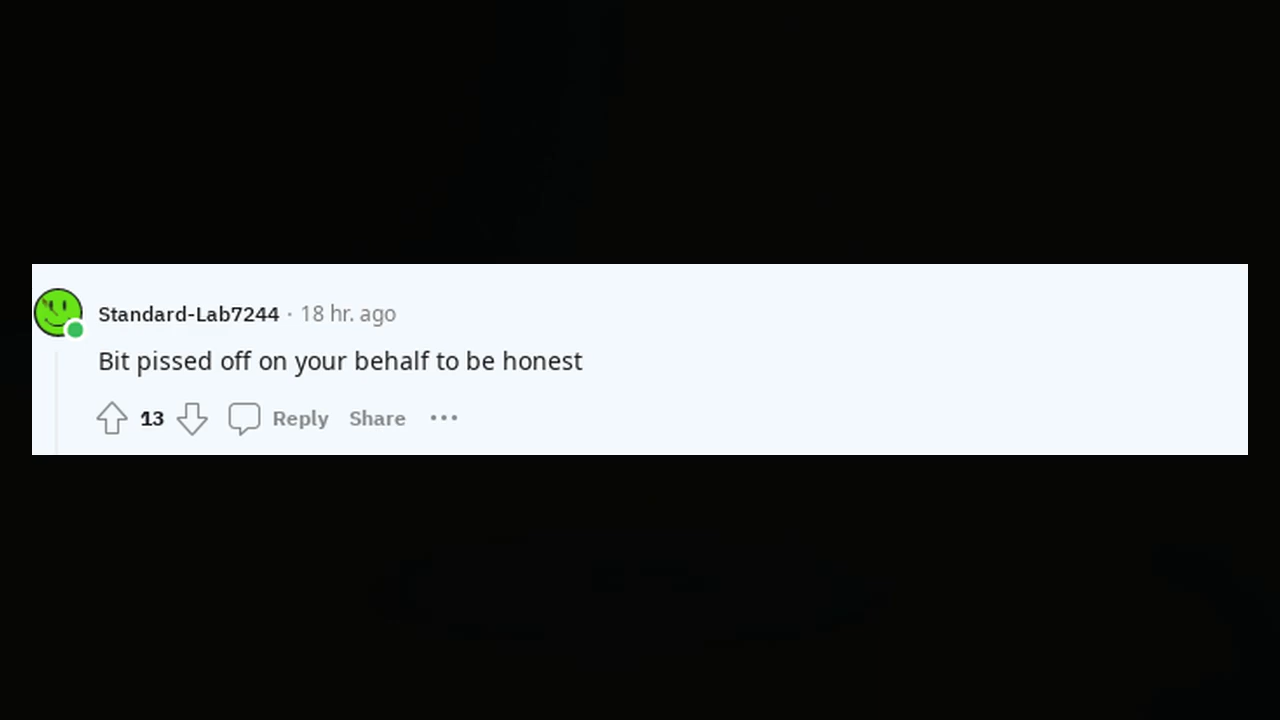 Standard-Lab7244 · 18 hr. ago
Bit pissed off on your behalf to be honest
13 Reply Share ···